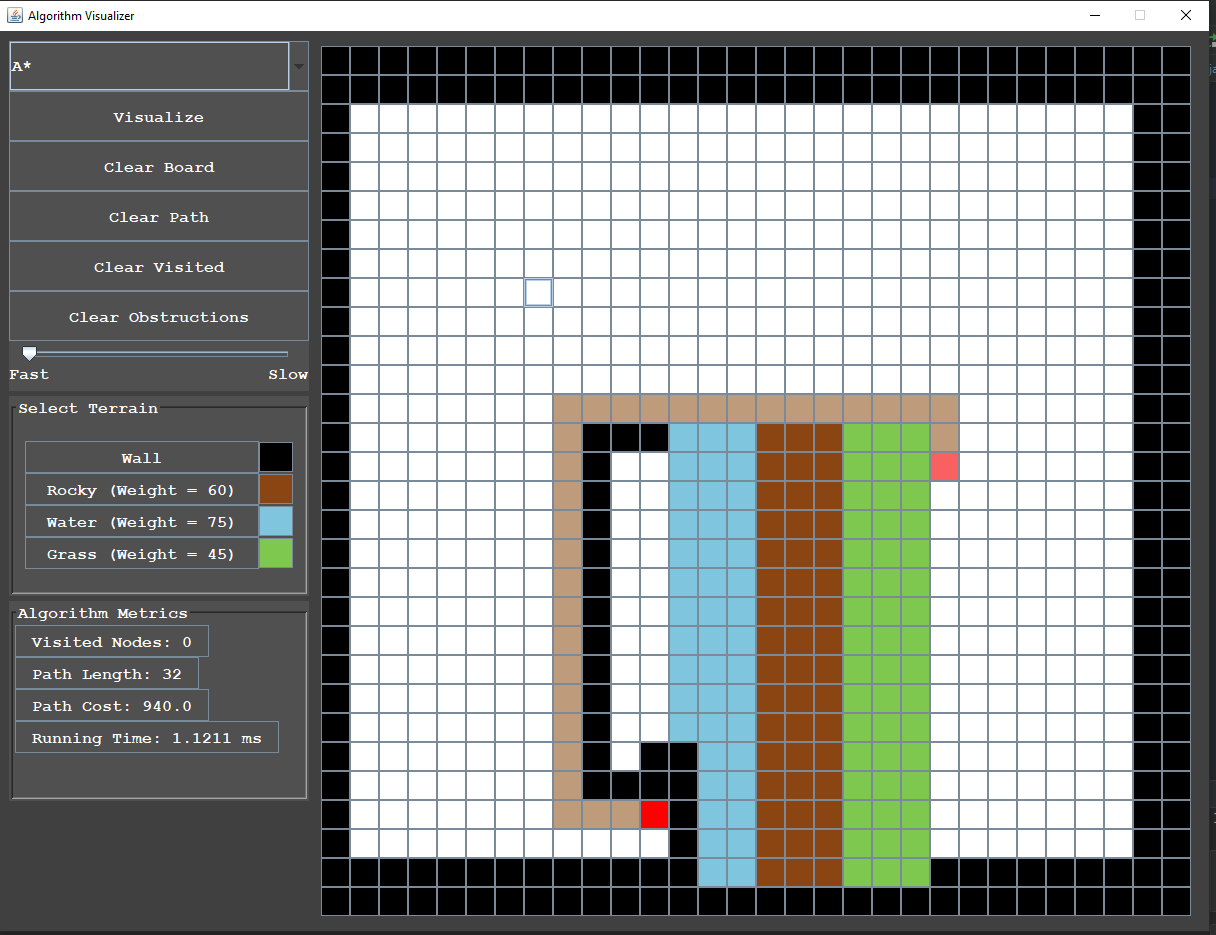 Algorithm Visualizer
A*
Visualize
Clear Board
Clear Path
Clear Visited
Clear Obstructions
Fast Slow
Select Terrain
Wall
Rocky (Weight = 60)
Water (Weight = 75)
Grass (Weight = 45)
Algorithm Metrics
Visited Nodes: 0
Path Length: 32
Path Cost: 940.0
Running Time: 1.1211 ms